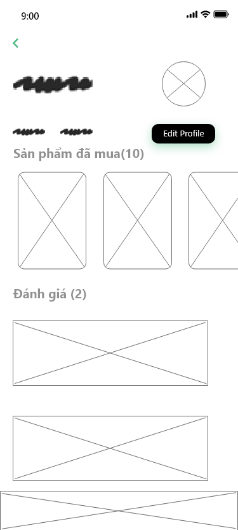 9:00
Edit Profile
Sản phẩm đã mua(10)
Đánh giá (2)